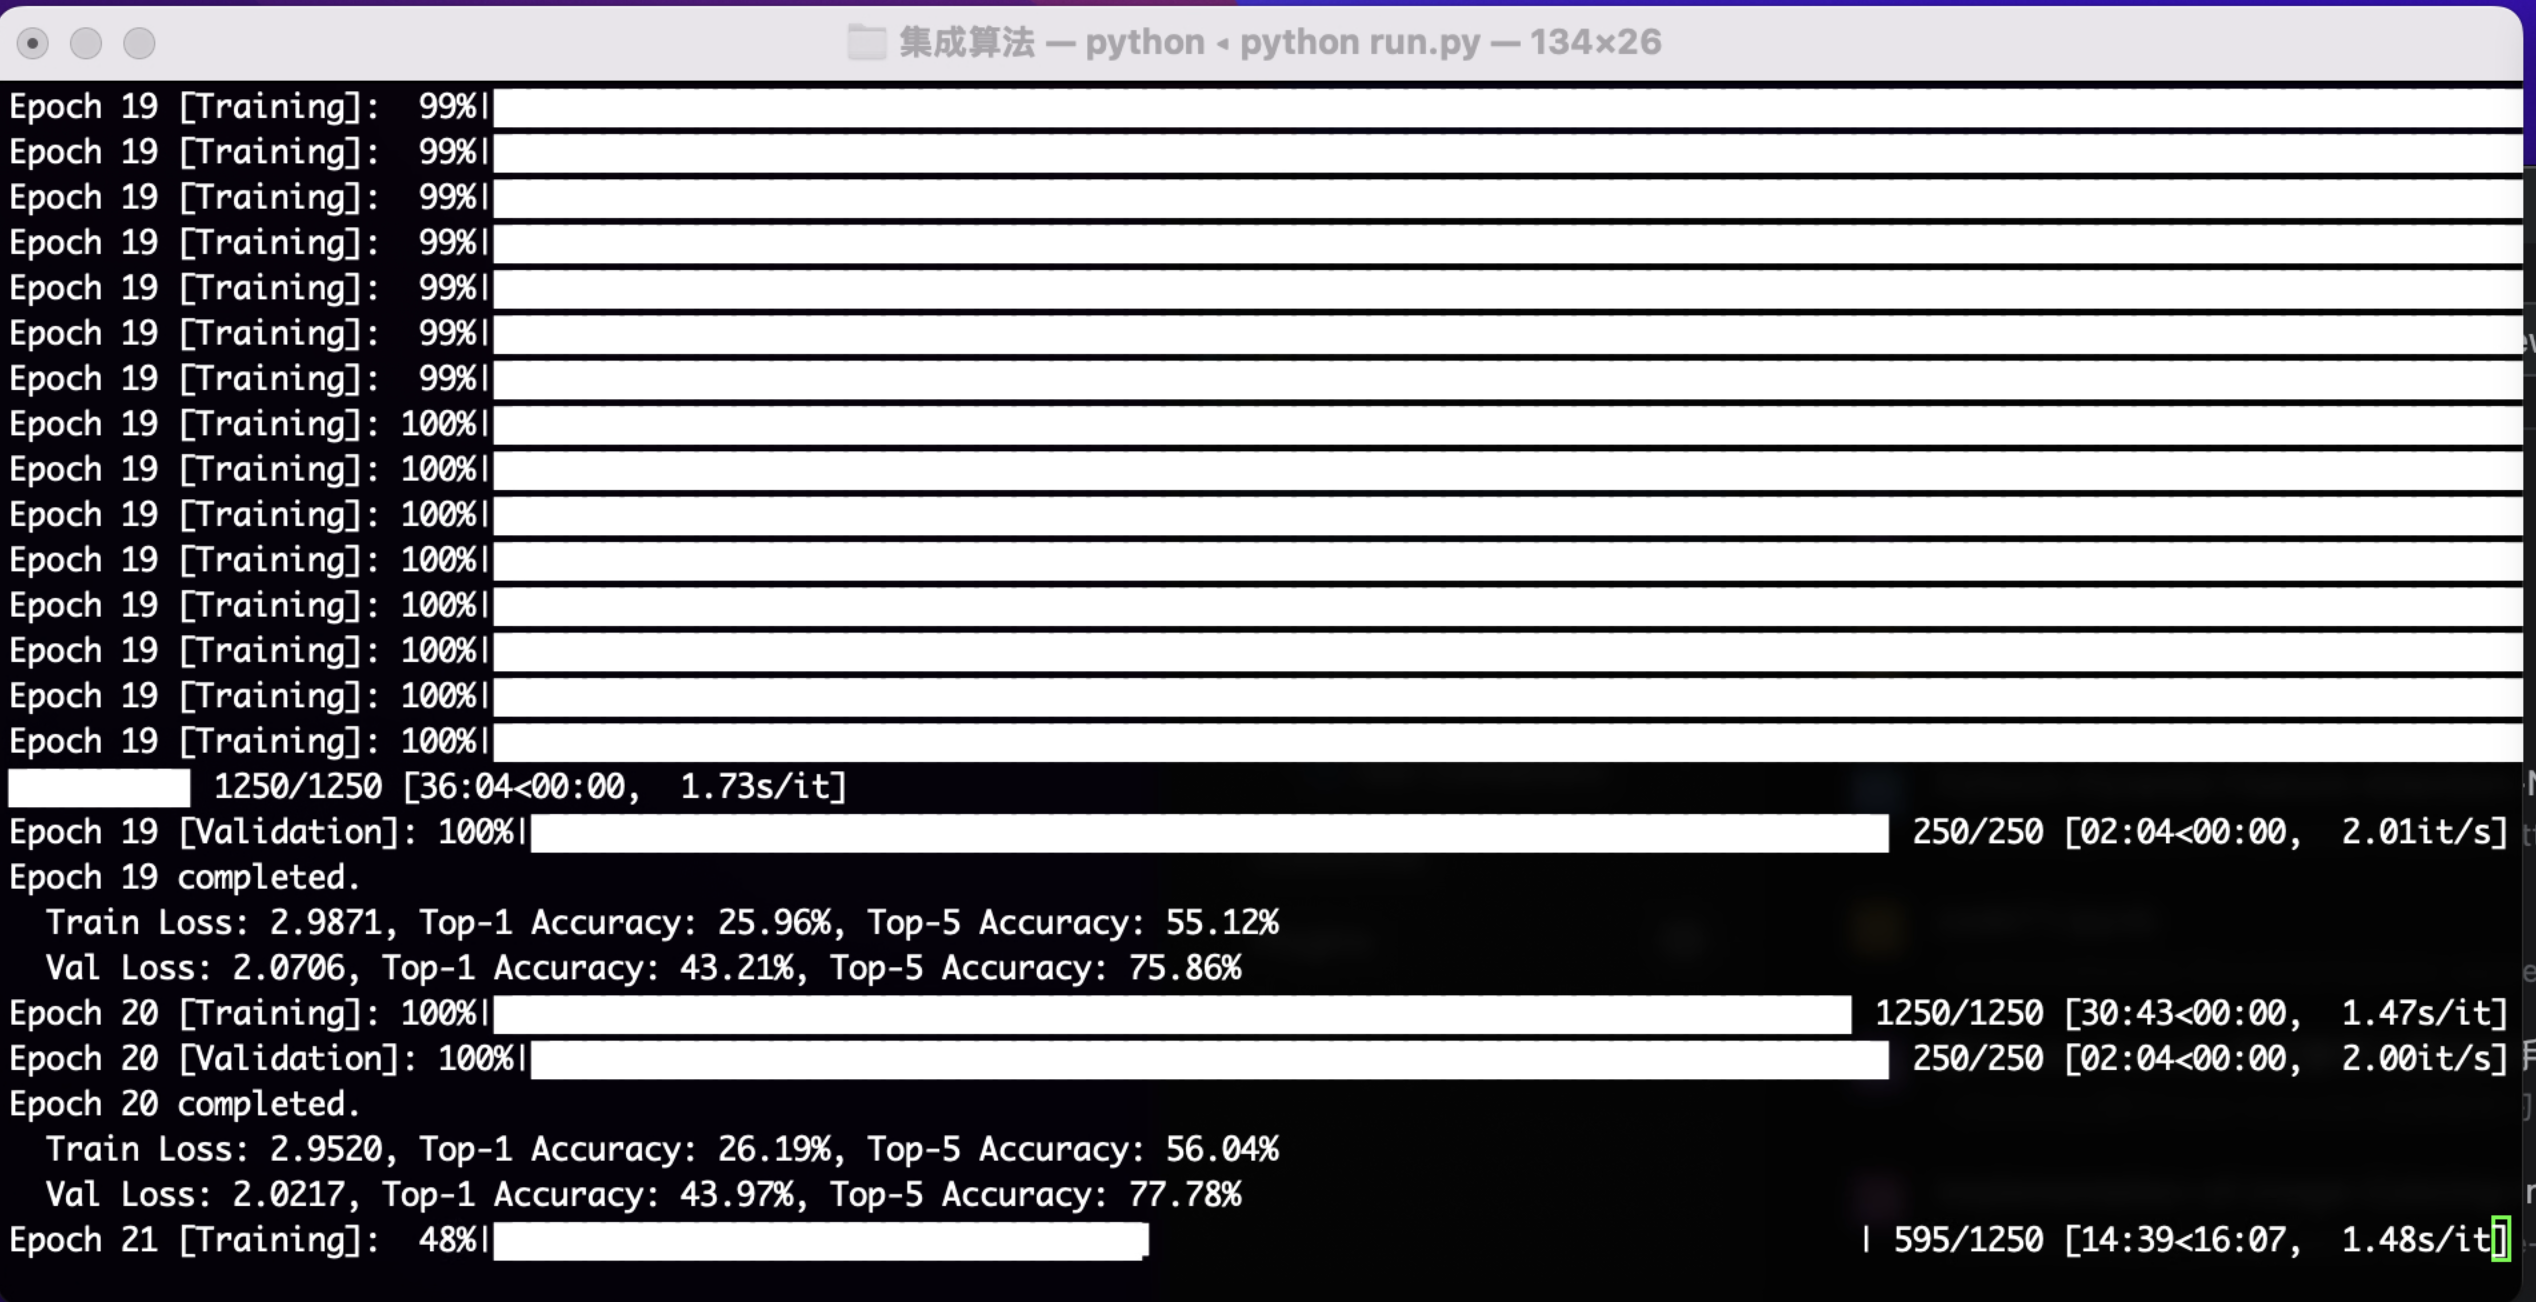 集成算法 — python ◂ python run.py — 134×26
Epoch 19 [Training]:  99%|
Epoch 19 [Training]:  99%|
Epoch 19 [Training]:  99%|
Epoch 19 [Training]:  99%|
Epoch 19 [Training]:  99%|
Epoch 19 [Training]:  99%|
Epoch 19 [Training]:  99%|
Epoch 19 [Training]: 100%|
Epoch 19 [Training]: 100%|
Epoch 19 [Training]: 100%|
Epoch 19 [Training]: 100%|
Epoch 19 [Training]: 100%|
Epoch 19 [Training]: 100%|
Epoch 19 [Training]: 100%|
Epoch 19 [Training]: 100%|
1250/1250 [36:04<00:00,  1.73s/it]
Epoch 19 [Validation]: 100%| 250/250 [02:04<00:00,  2.01it/s]
Epoch 19 completed.
  Train Loss: 2.9871, Top-1 Accuracy: 25.96%, Top-5 Accuracy: 55.12%
  Val Loss: 2.0706, Top-1 Accuracy: 43.21%, Top-5 Accuracy: 75.86%
Epoch 20 [Training]: 100%| 1250/1250 [30:43<00:00,  1.47s/it]
Epoch 20 [Validation]: 100%| 250/250 [02:04<00:00,  2.00it/s]
Epoch 20 completed.
  Train Loss: 2.9520, Top-1 Accuracy: 26.19%, Top-5 Accuracy: 56.04%
  Val Loss: 2.0217, Top-1 Accuracy: 43.97%, Top-5 Accuracy: 77.78%
Epoch 21 [Training]:  48%| | 595/1250 [14:39<16:07,  1.48s/it]